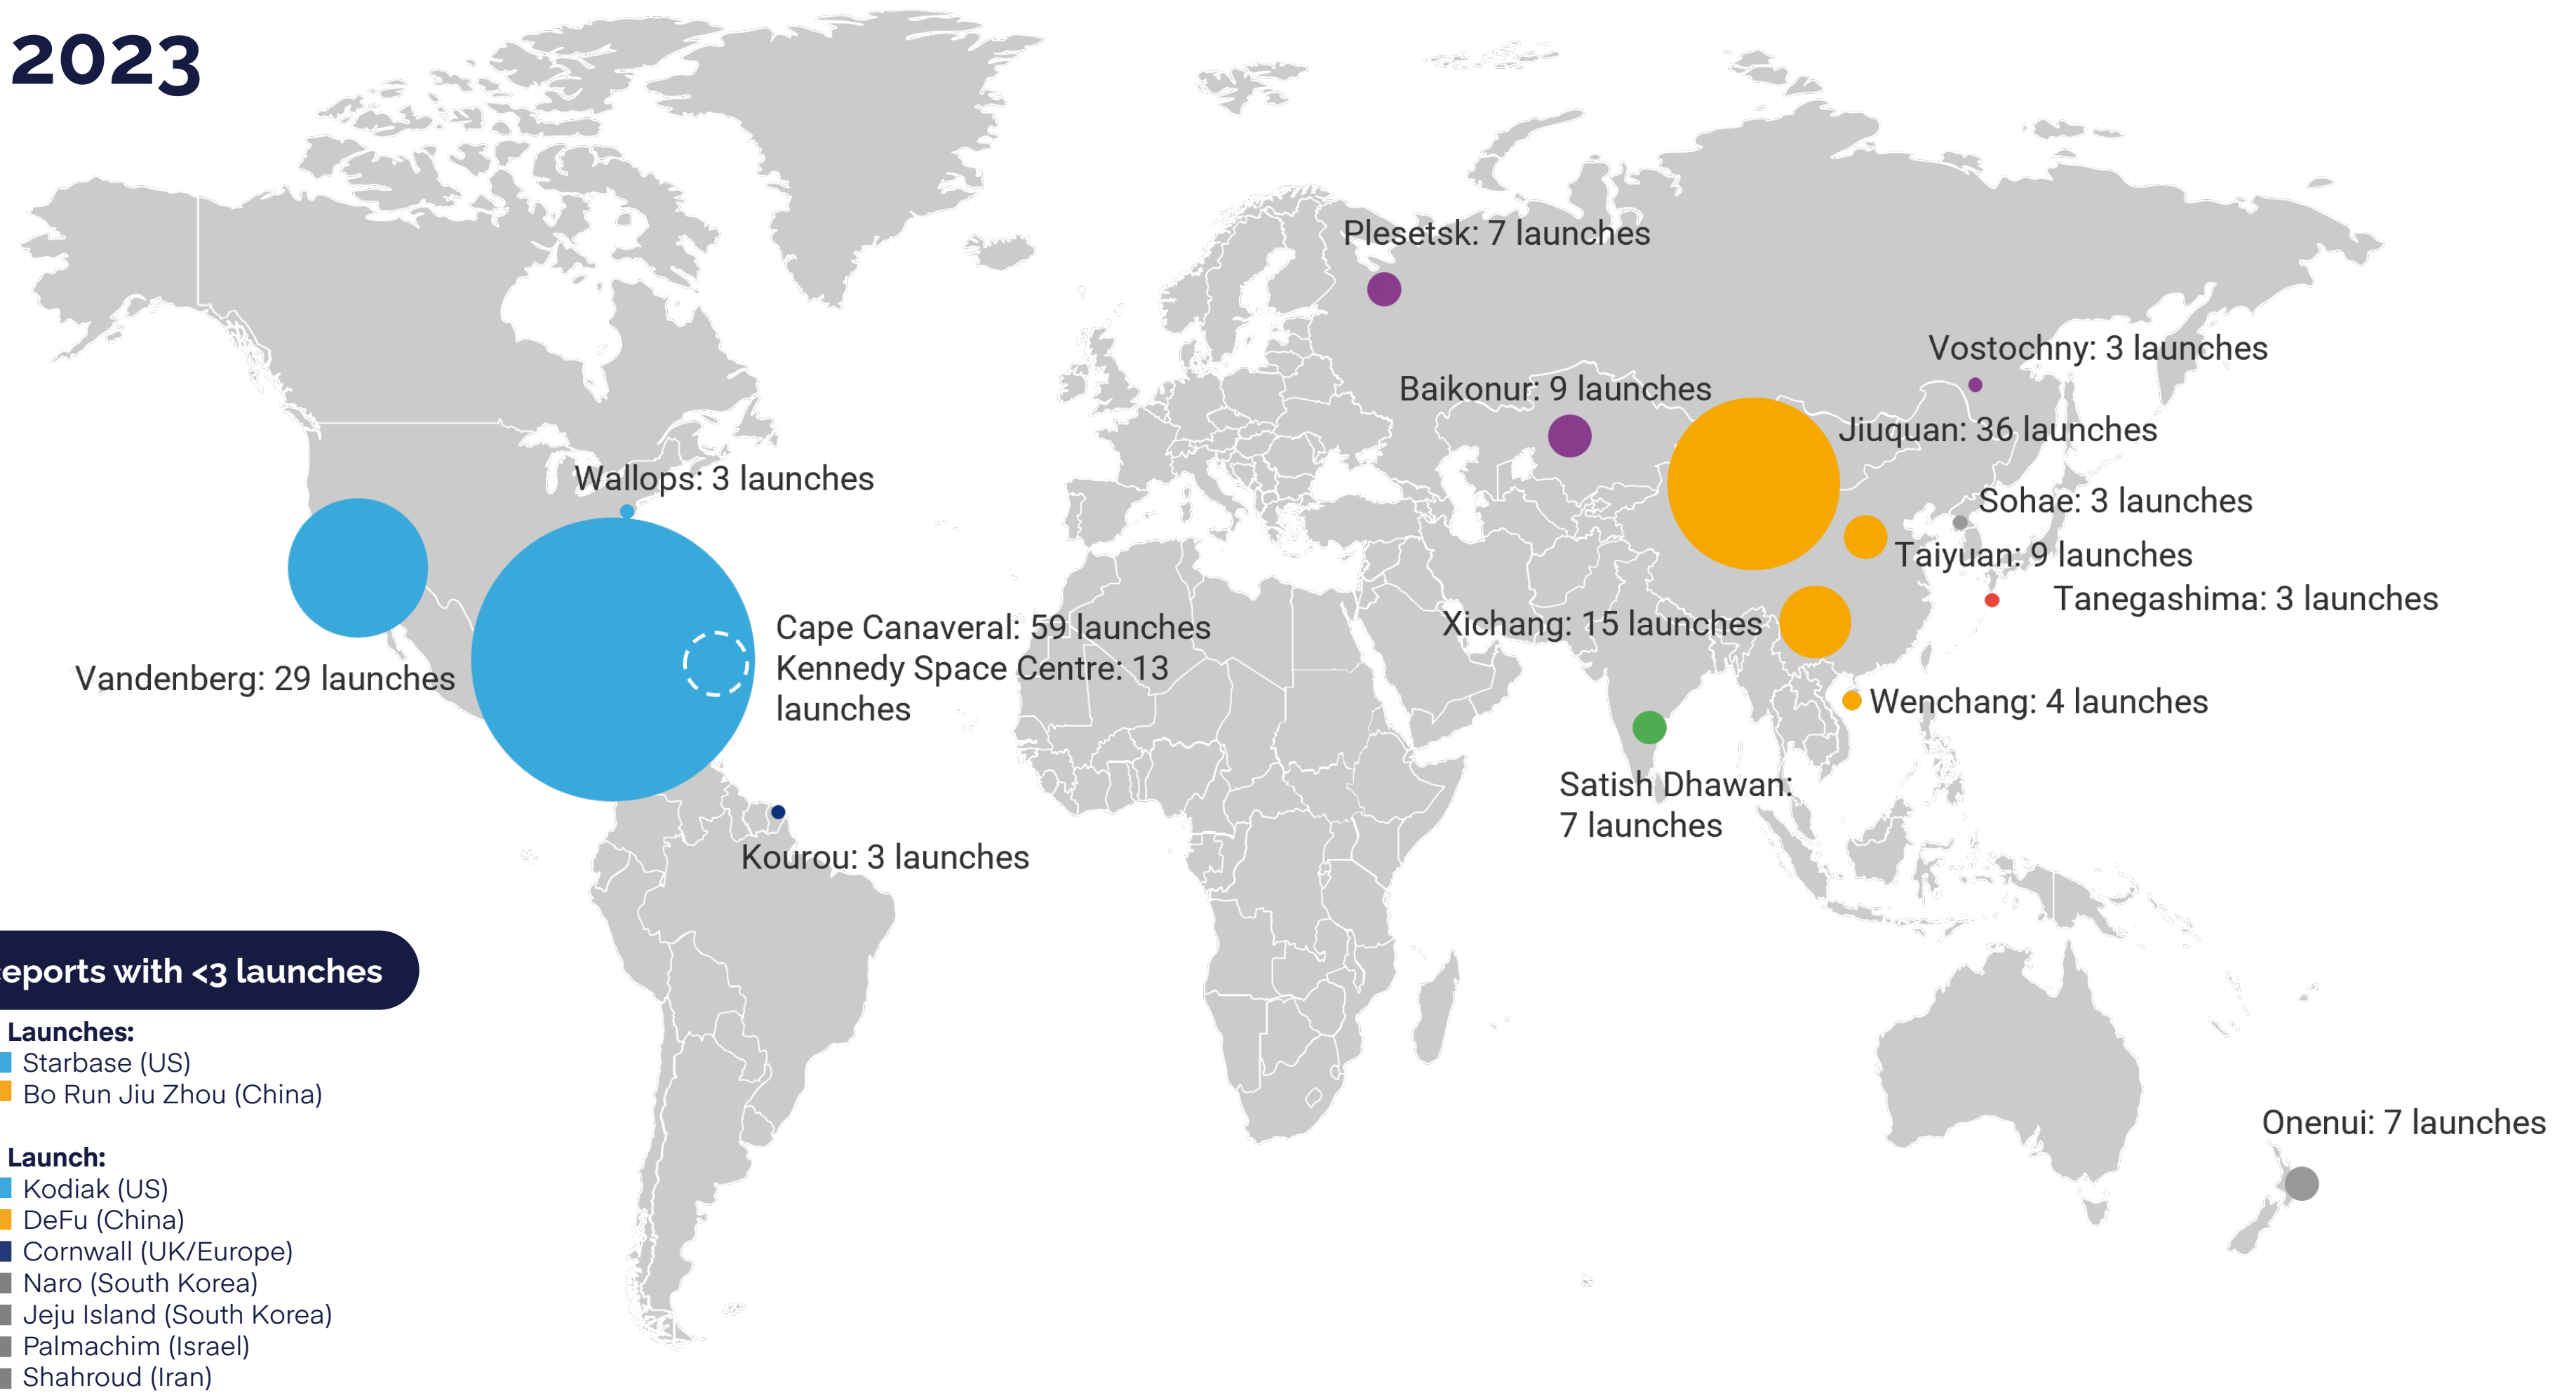 2023
Plesetsk: 7 launches
Vostochny: 3 launches
Baikonur: 9 launches
Jiuquan: 36 launches
Wallops: 3 launches
Sohae: 3 launches
Taiyuan: 9 launches
Tanegashima: 3 launches
Cape Canaveral: 59 launches
Kennedy Space Centre: 13
launches
Xichang: 15 launches
Vandenberg: 29 launches
Wenchang: 4 launches
Satish Dhawan:
7 launches
Kourou: 3 launches
eports with <3 launches
Launches:
Starbase (US)
Bo Run Jiu Zhou (China)
Launch:
Kodiak (US)
DeFu (China)
Cornwall (UK/Europe)
Naro (South Korea)
Jeju Island (South Korea)
Palmachim (Israel)
Shahroud (Iran)
Onenui: 7 launches